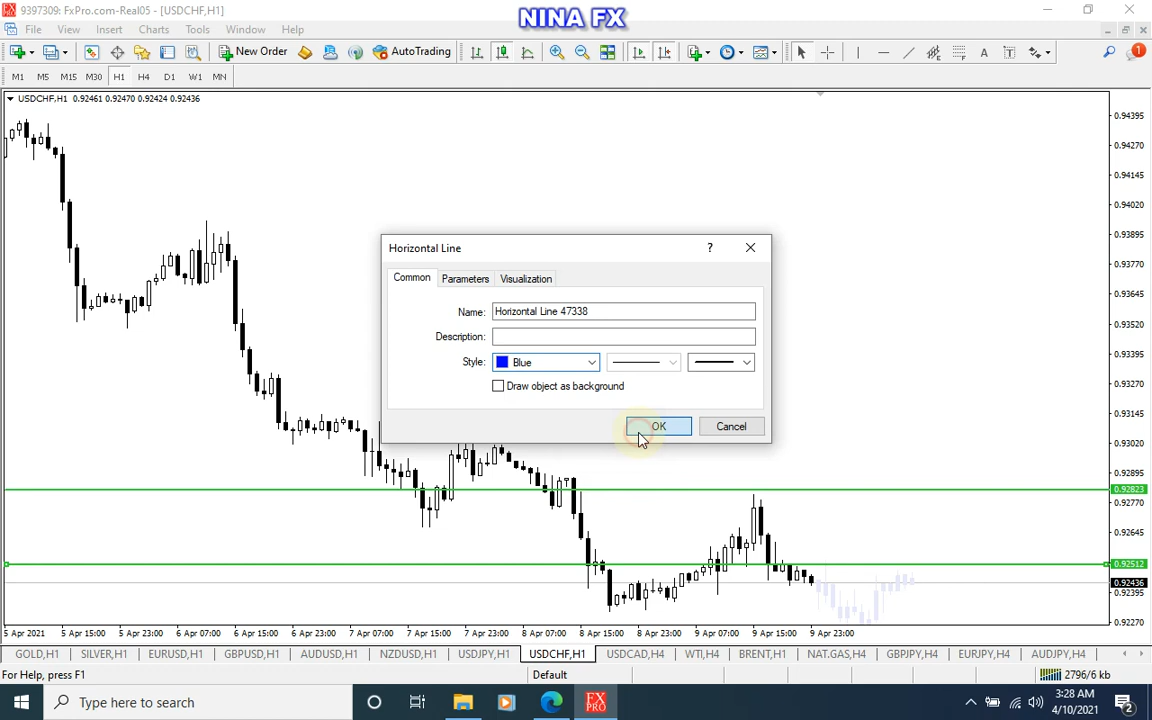 9397309: FxPro.com-Real05 - [USDCHF,H1]
NINA FX
File View Insert Charts Tools Window Help
New Order AutoTrading A T 1
M1 M5 M15 M30 H1 H4 D1 W1 MN
USDCHF,H1 0.92461 0.92470 0.92424 0.92436
0.94395
0.94270
0.94145
0.94020
0.93895
0.93770
0.93645
0.93520
0.93395
0.93270
0.93145
0.93020
0.92895
0.92823
0.92770
0.92645
0.92512
0.92436
0.92395
0.92270
Horizontal Line ?
Common Parameters Visualization
Name: Horizontal Line 47338
Description:
Style: Blue
Draw object as background
OK Cancel
5 Apr 2021 5 Apr 15:00 5 Apr 23:00 6 Apr 07:00 6 Apr 15:00 6 Apr 23:00 7 Apr 07:00 7 Apr 15:00 7 Apr 23:00 8 Apr 07:00 8 Apr 15:00 8 Apr 23:00 9 Apr 07:00 9 Apr 15:00 9 Apr 23:00
GOLD,H1 SILVER,H1 EURUSD,H1 GBPUSD,H1 AUDUSD,H1 NZDUSD,H1 USDJPY,H1 USDCHF,H1 USDCAD,H4 WTI,H4 BRENT,H1 NAT.GAS,H4 GBPJPY,H4 EURJPY,H4 AUDJPY,H4
For Help, press F1 Default 2796/6 kb
Type here to search FX PRO 3:28 AM
4/10/2021 2